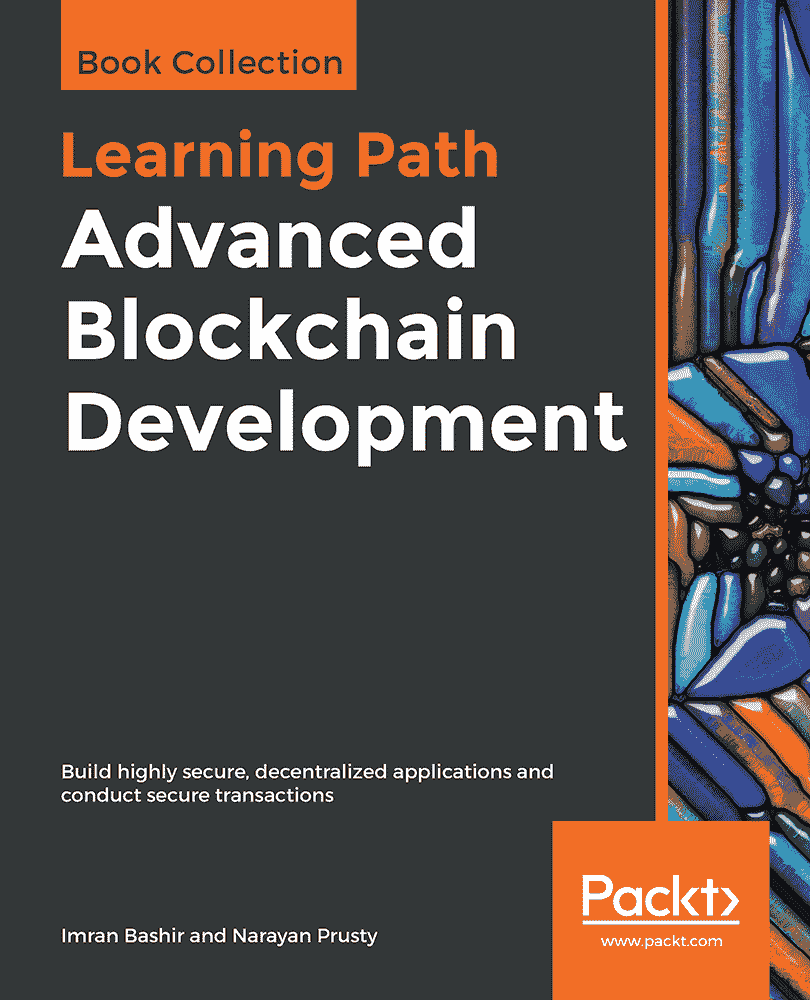 Book Collection
Learning Path
Advanced
Blockchain
Development
Build highly secure, decentralized applications and
conduct secure transactions
Imran Bashir and Narayan Prusty
Packt>
www.packt.com